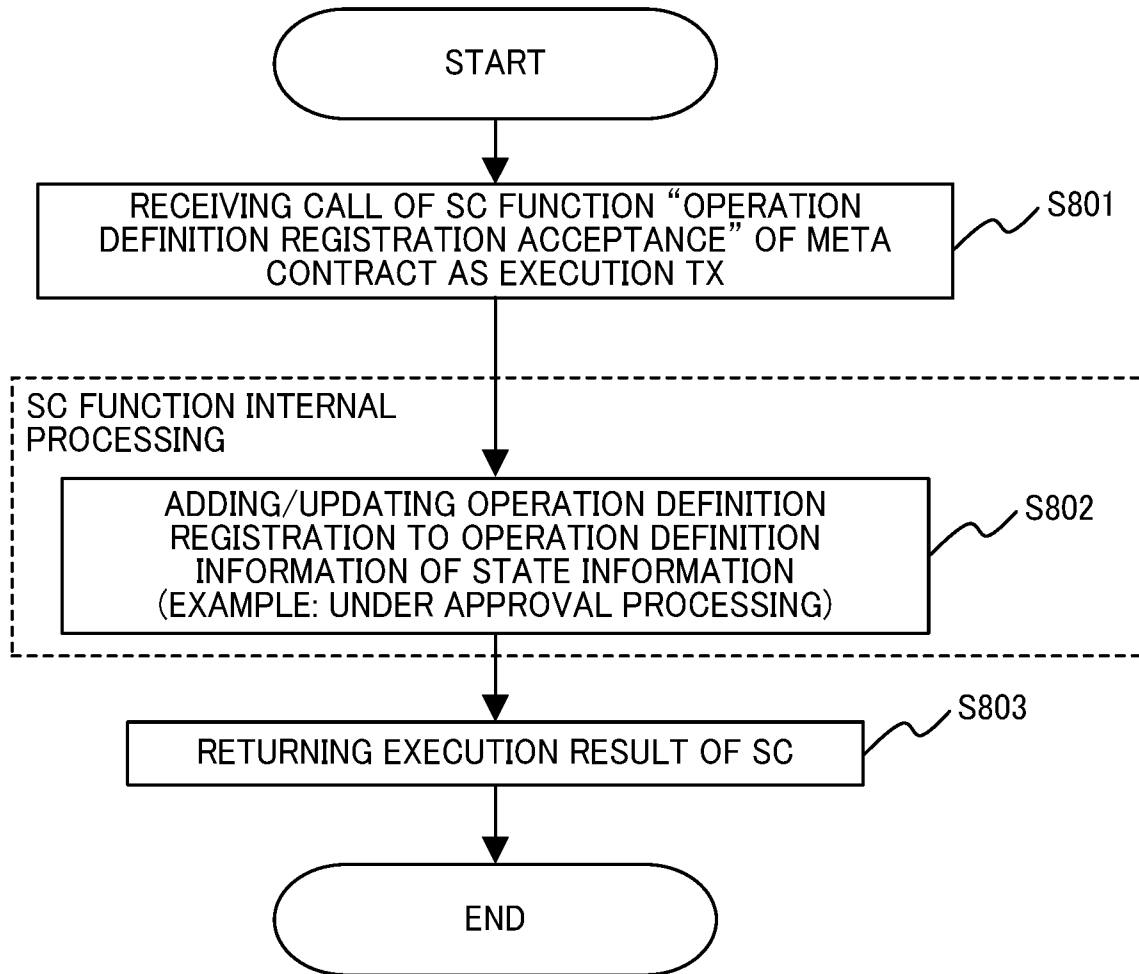 START
RECEIVING CALL OF SC FUNCTION “OPERATION
DEFINITION REGISTRATION ACCEPTANCE” OF META
CONTRACT AS EXECUTION TX
S801
SC FUNCTION INTERNAL
PROCESSING
ADDING/UPDATING OPERATION DEFINITION
REGISTRATION TO OPERATION DEFINITION
INFORMATION OF STATE INFORMATION
(EXAMPLE: UNDER APPROVAL PROCESSING)
S802
RETURNING EXECUTION RESULT OF SC
S803
END